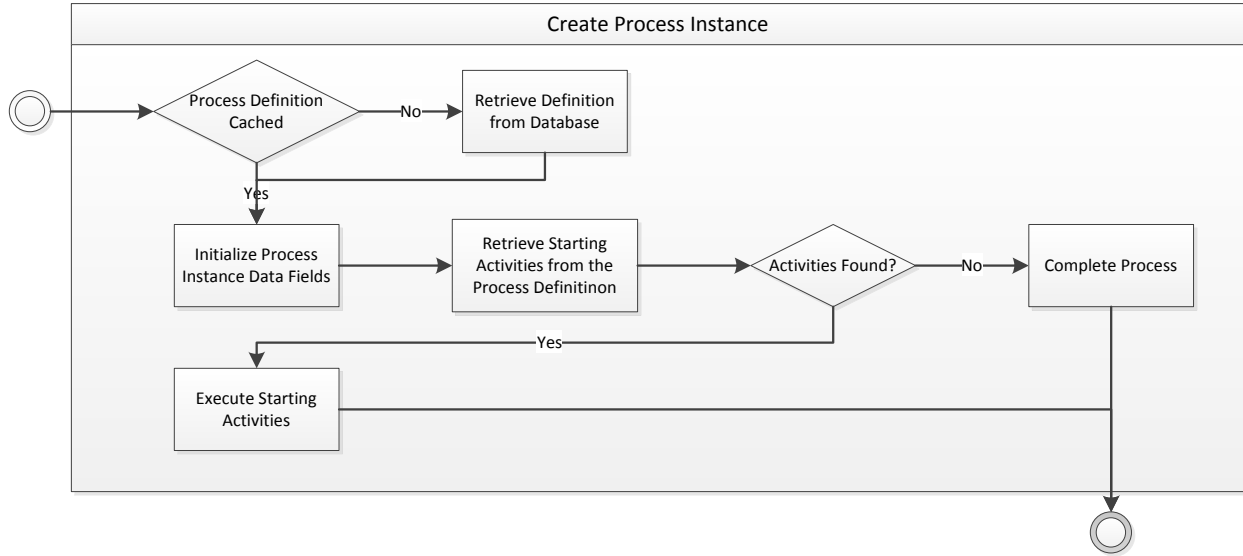 Create Process Instance
Process Definition
Cached
No
Retrieve Definition
from Database
Yes
Initialize Process
Instance Data Fields
Retrieve Starting
Activities from the
Process Definitinon
Activities Found?
No
Complete Process
Yes
Execute Starting
Activities